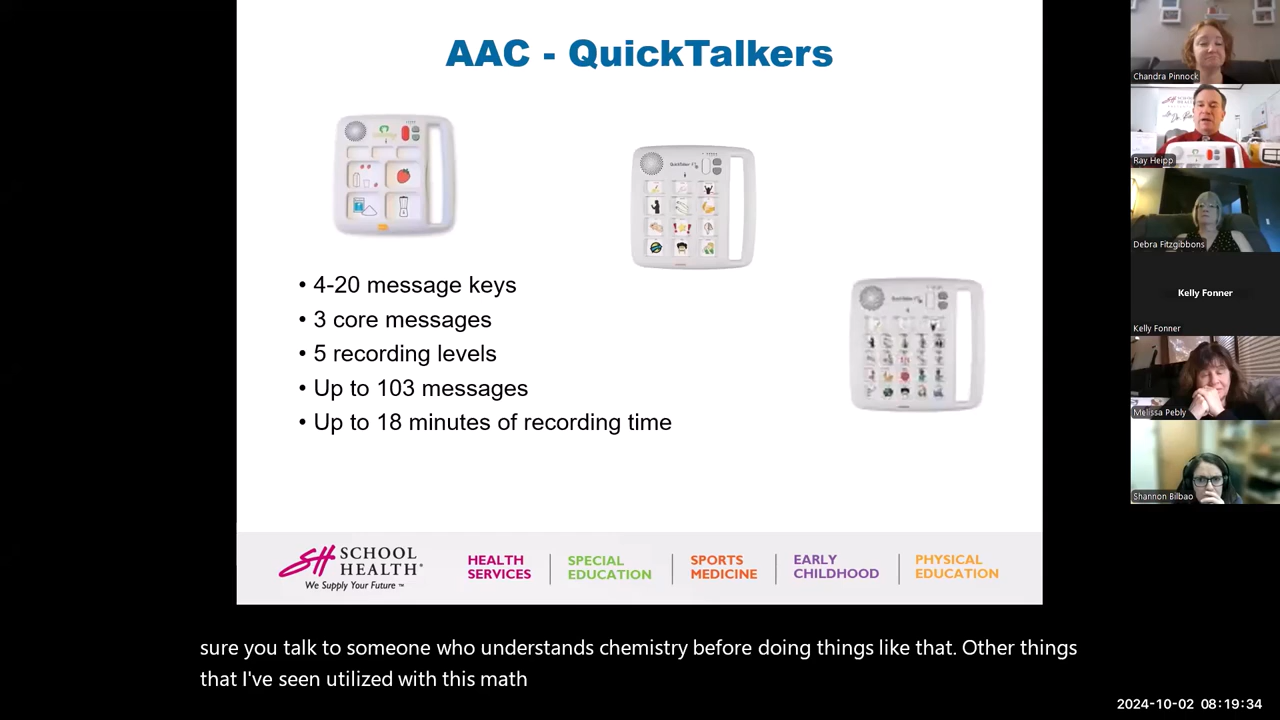 AAC - QuickTalkers
• 4-20 message keys
• 3 core messages
• 5 recording levels
• Up to 103 messages
• Up to 18 minutes of recording time
SH SCHOOL HEALTH®
We Supply Your Future ™
HEALTH SERVICES
SPECIAL EDUCATION
SPORTS MEDICINE
EARLY CHILDHOOD
PHYSICAL EDUCATION
Chandra Pinnock
Ray Heipp
Debra Fitzgibbons
Kelly Fonner
Kelly Fonner
Melissa Pebly
Shannon Bilbao
sure you talk to someone who understands chemistry before doing things like that. Other things
that I've seen utilized with this math
2024-10-02 08:19:34